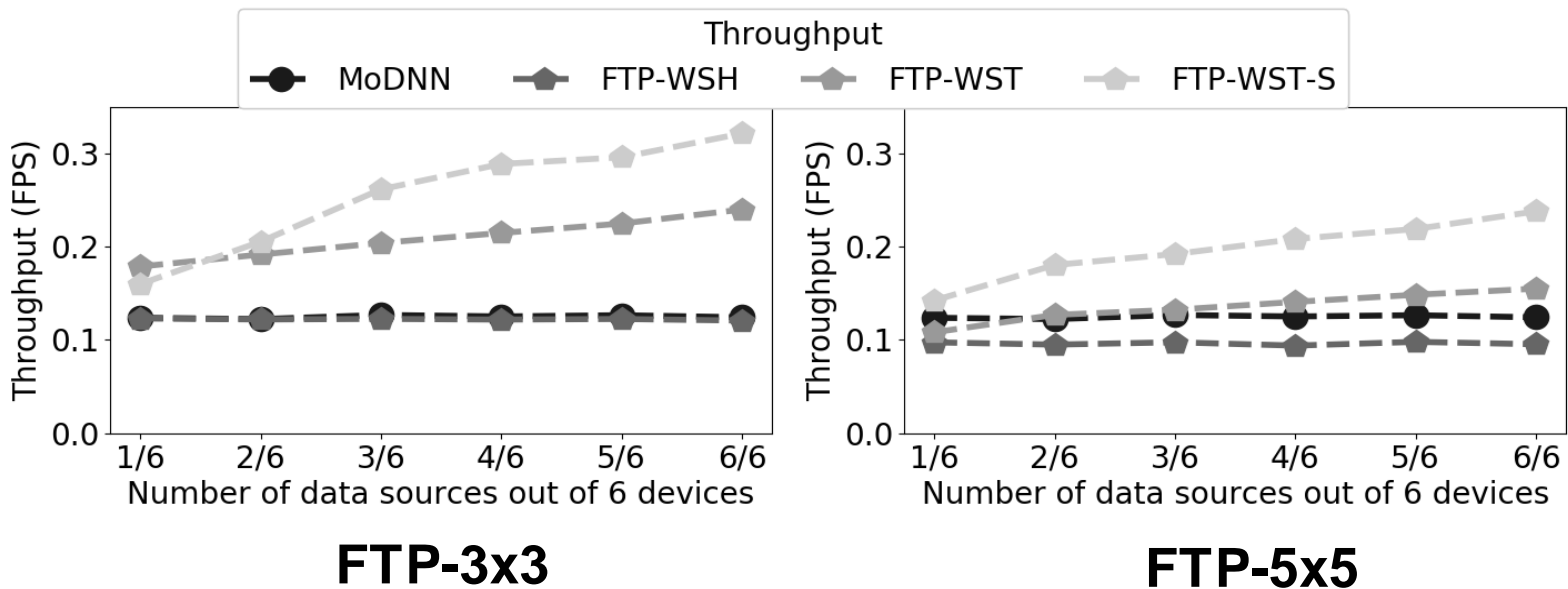 Throughput
MoDNN FTP-WSH FTP-WST FTP-WST-S
Throughput (FPS)
0.3
0.2
0.1
0.0
1/6 2/6 3/6 4/6 5/6 6/6
Number of data sources out of 6 devices
FTP-3x3
Throughput (FPS)
0.3
0.2
0.1
0.0
1/6 2/6 3/6 4/6 5/6 6/6
Number of data sources out of 6 devices
FTP-5x5